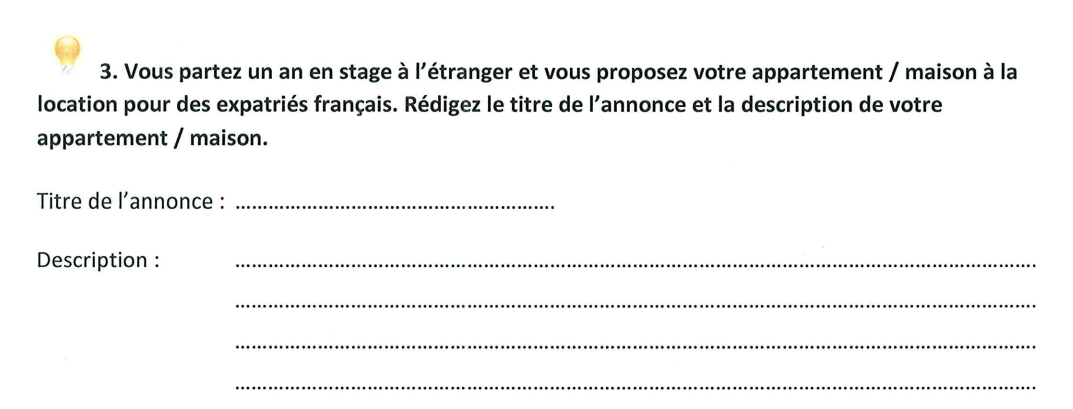 3. Vous partez un an en stage à l'étranger et vous proposez votre appartement / maison à la
location pour des expatriés français. Rédigez le titre de l'annonce et la description de votre
appartement / maison.
Titre de l'annonce : ............................................................
Description : ............................................................
............................................................
............................................................
............................................................